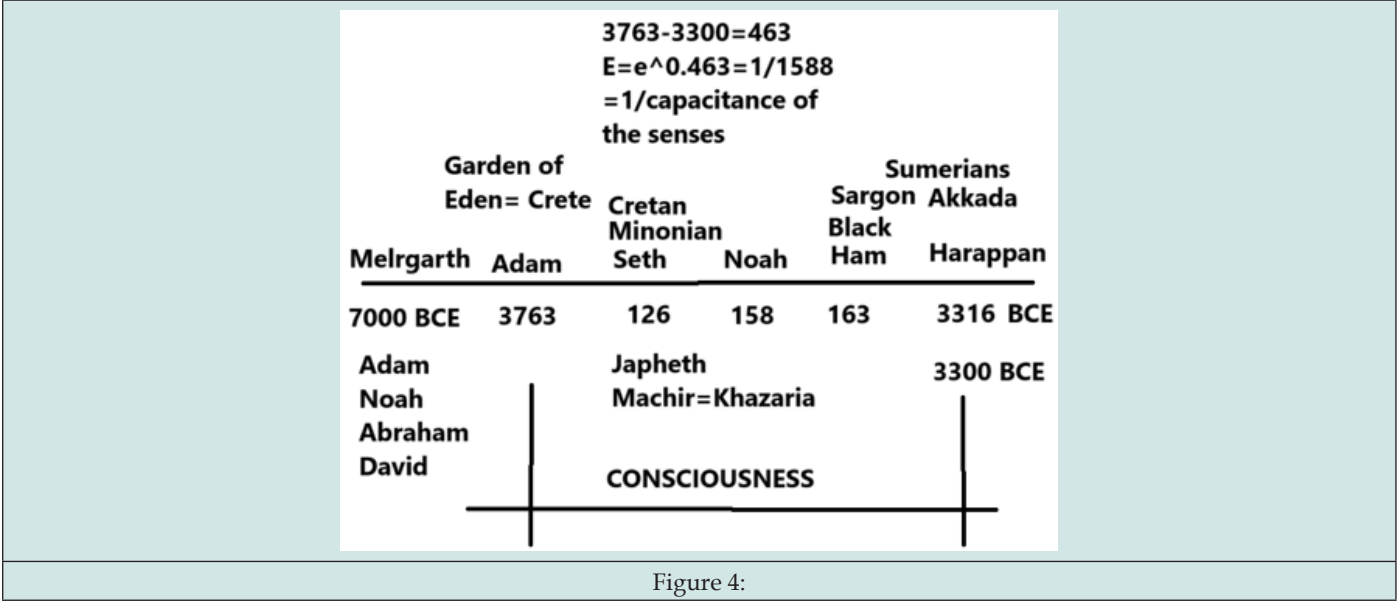 3763-3300=463
E=e^0.463=1/1588
=1/capacitance of
the senses
Garden of
Eden= Crete
Cretan
Minonian
Sumerians
Sargon Akkada
Black
Melrgarth Adam Seth Noah Ham Harappan
7000 BCE 3763 126 158 163 3316 BCE
Adam
Noah
Abraham
David
Japheth
Machir=Khazaria
3300 BCE
CONSCIOUSNESS
Figure 4: